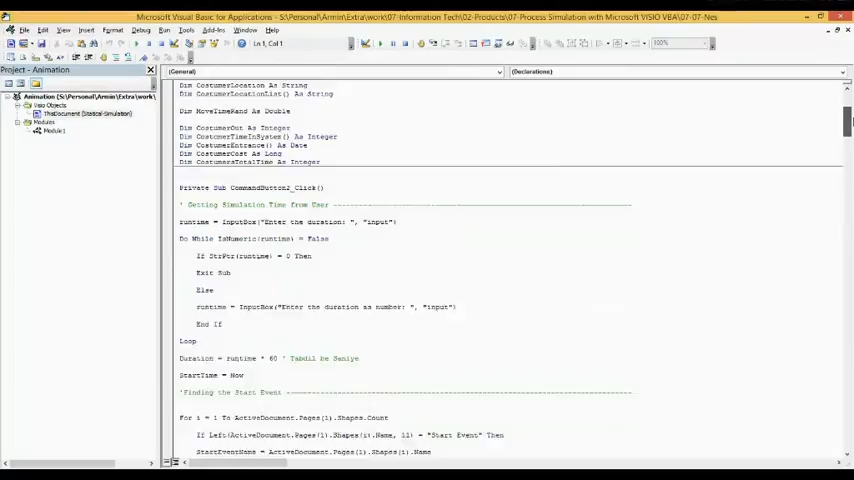 Microsoft Visual Basic for Applications - S:\Personal\Armin\Extra\work\07-Information Tech\02-Products\07-Process Simulation with Microsoft VISIO VBA\07-Nes
File Edit View Insert Format Debug Run Tools Add-Ins Window Help
Ln 1, Col 1
100%
Project - Animation
Animation (S:\Personal\Armin\Extra\work\
Visio Objects
ThisDocument (Statical-Simulation)
Modules
Module1
(General)
(Declarations)
Dim CostumerLocation As String
Dim CostumerLocationList() As String
Dim MoveTimeRand As Double
Dim CostumerOut As Integer
Dim CostumerTimeInSystem() As Integer
Dim CostumerEntrance() As Date
Dim CostumerCost As Long
Dim CostumersTotalTime As Integer
Private Sub CommandButton2_Click()
' Getting Simulation Time from User
runtime = InputBox("Enter the duration: ", "input")
Do While IsNumeric(runtime) = False
If StrPtr(runtime) = 0 Then
Exit Sub
Else
runtime = InputBox("Enter the duration as number: ", "input")
End If
Loop
Duration = runtime * 60 ' Tabdil be Saniye
StartTime = Now
'Finding the Start Event
For i = 1 To ActiveDocument.Pages(1).Shapes.Count
If Left(ActiveDocument.Pages(1).Shapes(i).Name, 11) = "Start Event" Then
StartEventName = ActiveDocument.Pages(1).Shapes(i).Name